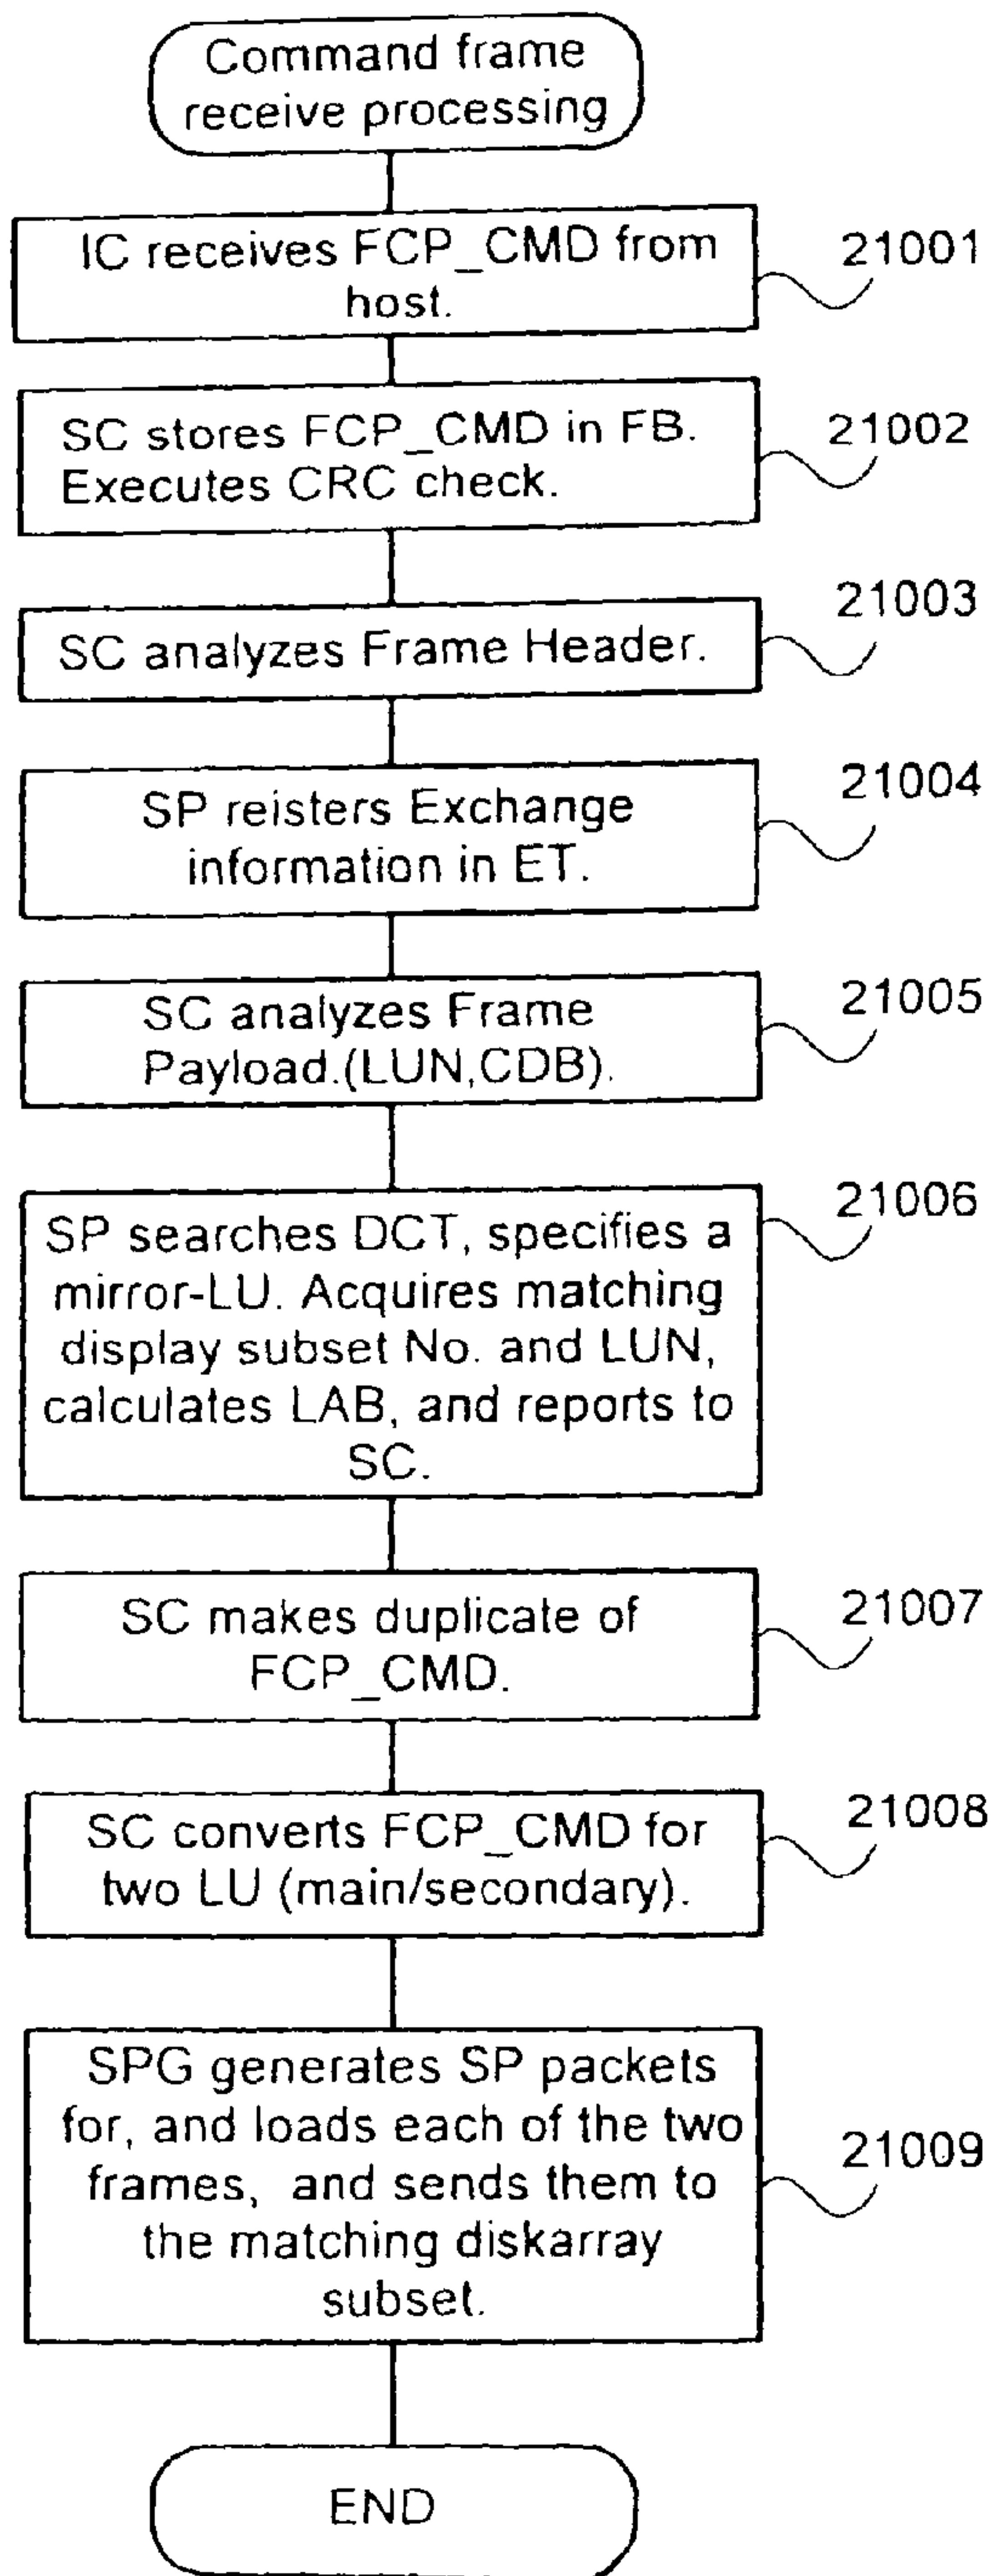 Command frame
receive processing
IC receives FCP_CMD from
host.
21001
SC stores FCP_CMD in FB.
Executes CRC check.
21002
SC analyzes Frame Header.
21003
SP reisters Exchange
information in ET.
21004
SC analyzes Frame
Payload.(LUN,CDB).
21005
SP searches DCT, specifies a
mirror-LU. Acquires matching
display subset No. and LUN,
calculates LAB, and reports to
SC.
21006
SC makes duplicate of
FCP_CMD.
21007
SC converts FCP_CMD for
two LU (main/secondary).
21008
SPG generates SP packets
for, and loads each of the two
frames, and sends them to
the matching diskarray
subset.
21009
END